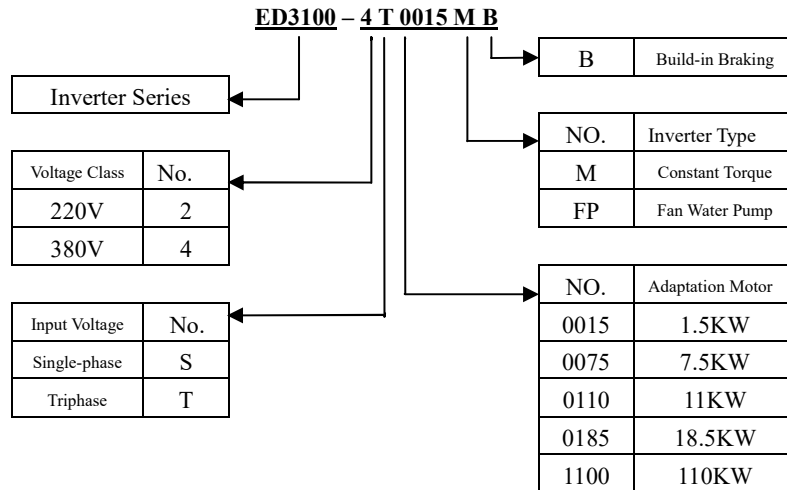 ED3100 – 4 T 0015 M B
Inverter Series
Voltage Class No.
220V 2
380V 4
Input Voltage No.
Single-phase S
Triphase T
B Build-in Braking
NO. Inverter Type
M Constant Torque
FP Fan Water Pump
NO. Adaptation Motor
0015 1.5KW
0075 7.5KW
0110 11KW
0185 18.5KW
1100 110KW